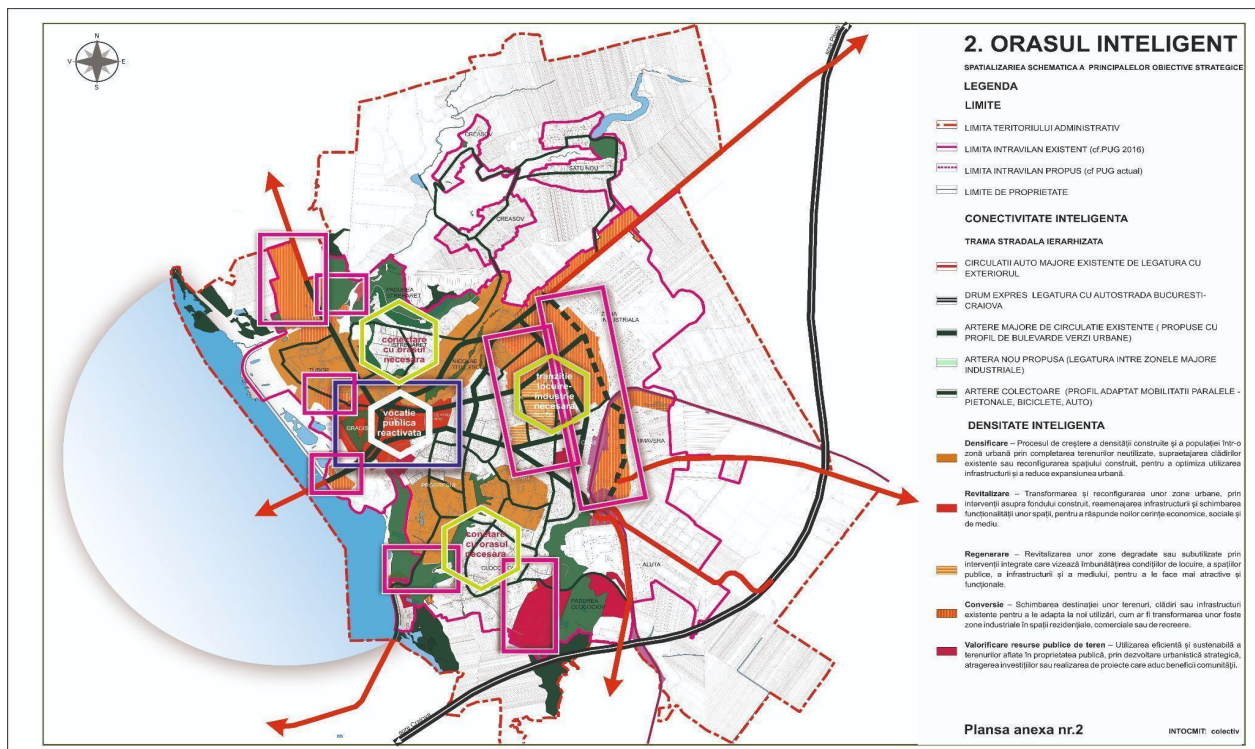 2. ORASUL INTELIGENT
SPATIALIZAREA SCHEMATICA A PRINCIPALELOR OBIECTIVE STRATEGICE
LEGENDA
LIMITE
LIMITA TERITORIULUI ADMINISTRATIV
LIMITA INTRAVILAN EXISTENT (cf.PUG 2016)
LIMITA INTRAVILAN PROPUS (cf PUG actual)
LIMITE DE PROPRIETATE
CONECTIVITATE INTELIGENTA
TRAMA STRADALA IERARHIZATA
CIRCULATII AUTO MAJORE EXISTENTE DE LEGATURA CU
EXTERIORUL
DRUM EXPRES LEGATURA CU AUTOSTRADA BUCURESTI-
CRAIOVA
ARTERE MAJORE DE CIRCULATIE EXISTENTE ( PROPUSE CU
PROFIL DE BULEVARDE VERZI URBANE)
ARTERA NOU PROPUSA (LEGATURA INTRE ZONELE MAJORE
INDUSTRIALE)
ARTERE COLECTOARE (PROFIL ADAPTAT MOBILITATII PARALELE -
PIETONALE, BICICLETE, AUTO)
DENSITATE INTELIGENTA
Densificare – Procesul de creștere a densității construite și a populației într-o
zonă urbană prin completarea terenurilor neutilizate, supraetajarea clădirilor
existente sau reconfigurarea spațiului construit, pentru a optimiza utilizarea
infrastructurii și a reduce expansiunea urbană.
Revitalizare – Transformarea și reconfigurarea unor zone urbane, prin
intervenții asupra fondului construit, reamenajarea infrastructurii și schimbarea
funcționalității unor spații, pentru a răspunde noilor cerințe economice, sociale și
de mediu.
Regenerare – Revitalizarea unor zone degradate sau subutilizate prin
intervenții integrate care vizează îmbunătățirea condițiilor de locuire, a spațiilor
publice, a infrastructurii și a mediului, pentru a le face mai atractive și
funcționale.
Conversie – Schimbarea destinației unor terenuri, clădiri sau infrastructuri
existente pentru a le adapta la noi utilizări, cum ar fi transformarea unor foste
zone industriale în spații rezidențiale, comerciale sau de recreere.
Valorificare resurse publice de teren – Utilizarea eficientă și sustenabilă a
terenurilor aflate în proprietatea publică, prin dezvoltare urbanistică strategică,
atragerea investițiilor sau realizarea de proiecte care aduc beneficii comunității.
Plansa anexa nr.2
INTOCMIT: colectiv
N
V
E
S
spre Pitesti
CREASOV
SATU NOU
CREASOV
PADUREA
STREHARET
STREHARET
conectare
cu orasul
necesara
NICOLAE
TITULESCU
TUDOR
vocatie
publica
reactivata
tranzitie
locuire-
industrie
necesara
PROGRESUL
conectare
cu orasul
necesara
ALUTA
PADUREA
CLOCOCIOV
spre Craiova